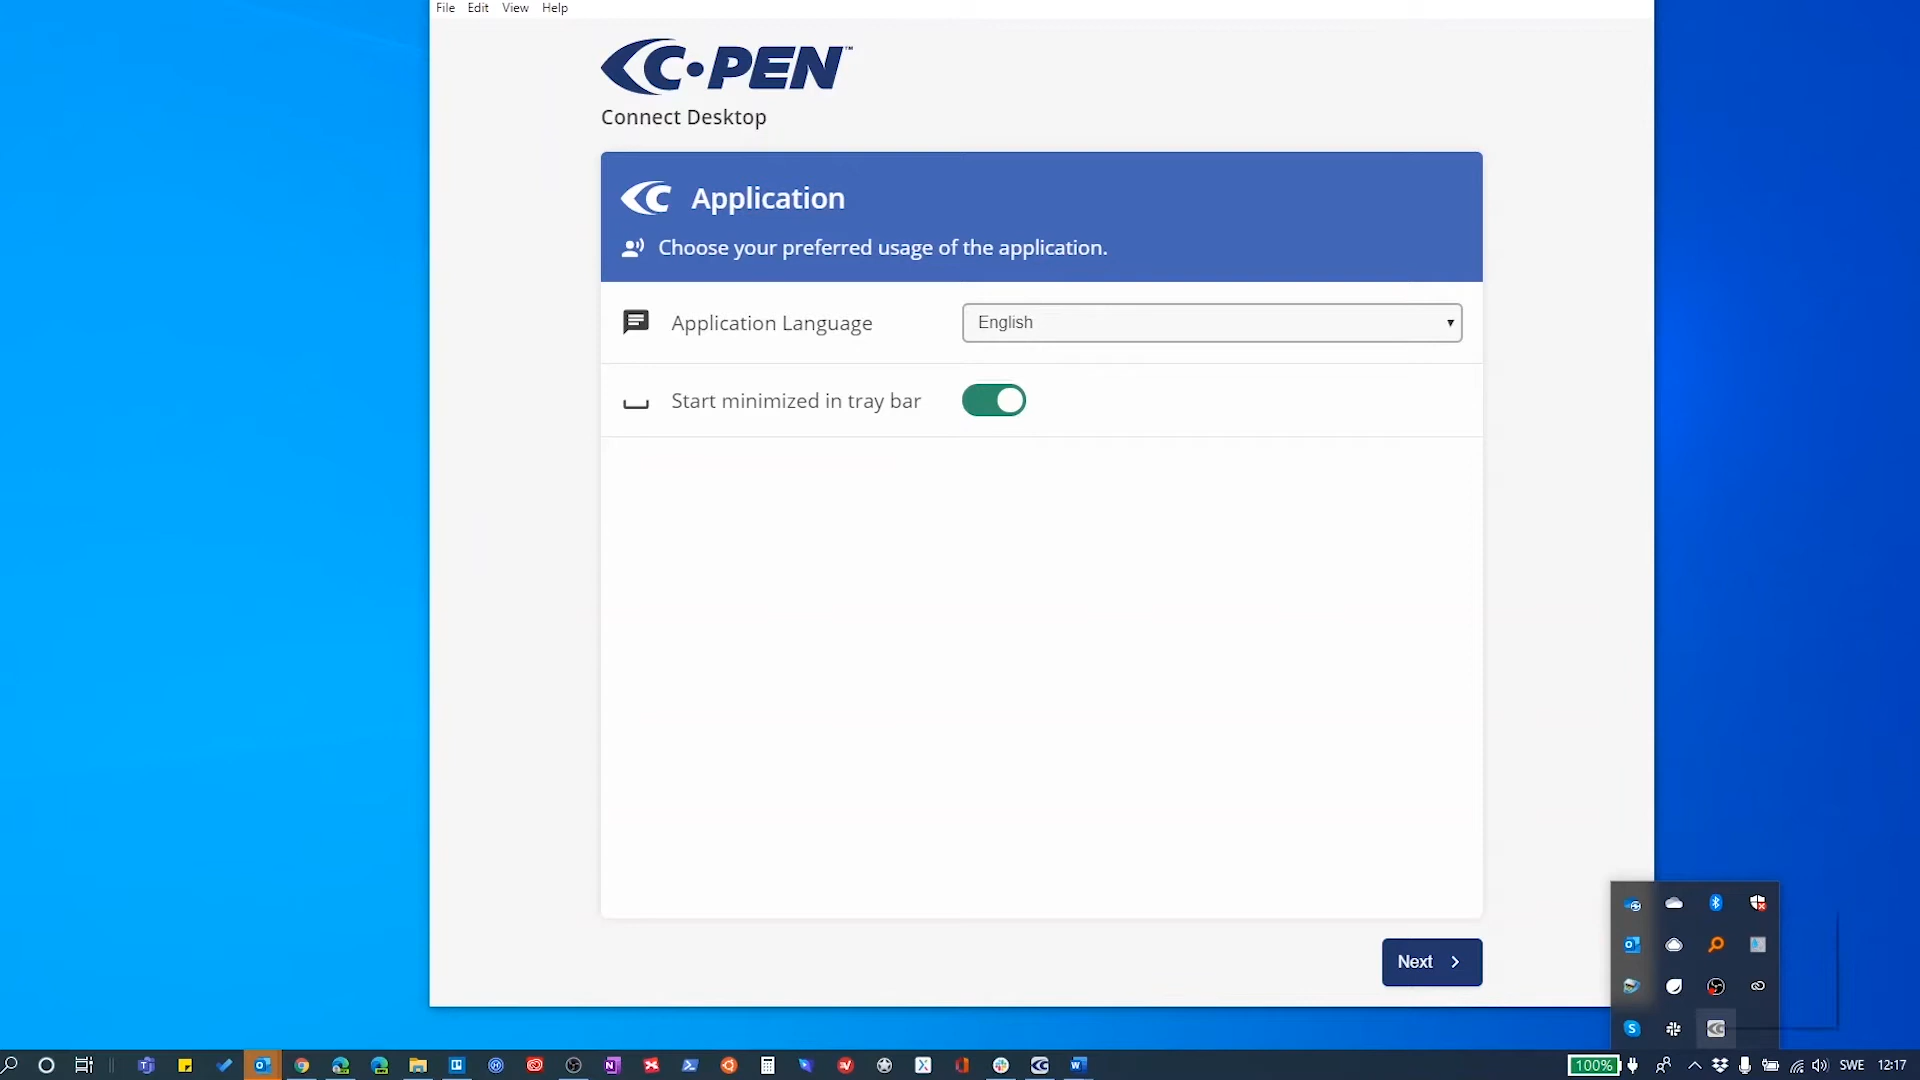 File Edit View Help
C•PEN™
Connect Desktop
Application
Choose your preferred usage of the application.
Application Language
English
Start minimized in tray bar
Next
100%
SWE
12:17